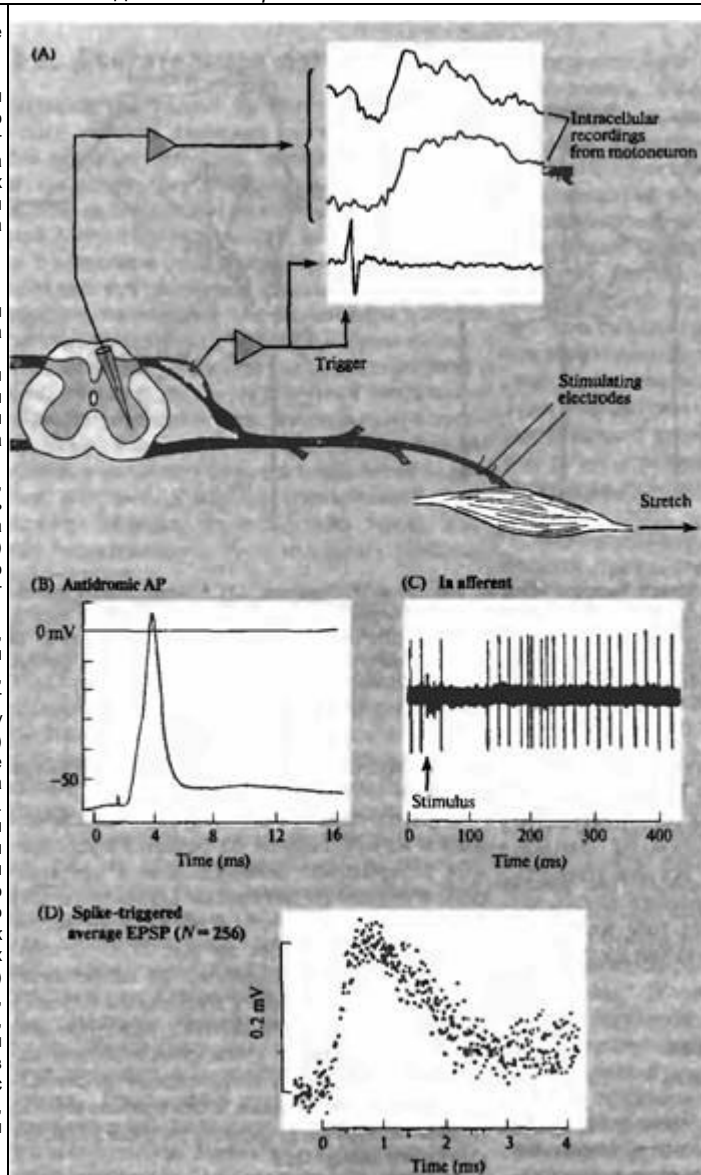 (A)
Intracellular
recordings
from motoneuron
Trigger
Stimulating
electrodes
Stretch
(B) Antidromic AP
0 mV
−50
0 4 8 12 16
Time (ms)
(C) Ia afferent
Stimulus
0 100 200 300 400
Time (ms)
(D) Spike-triggered
average EPSP (N = 256)
0.2 mV
0 1 2 3 4
Time (ms)